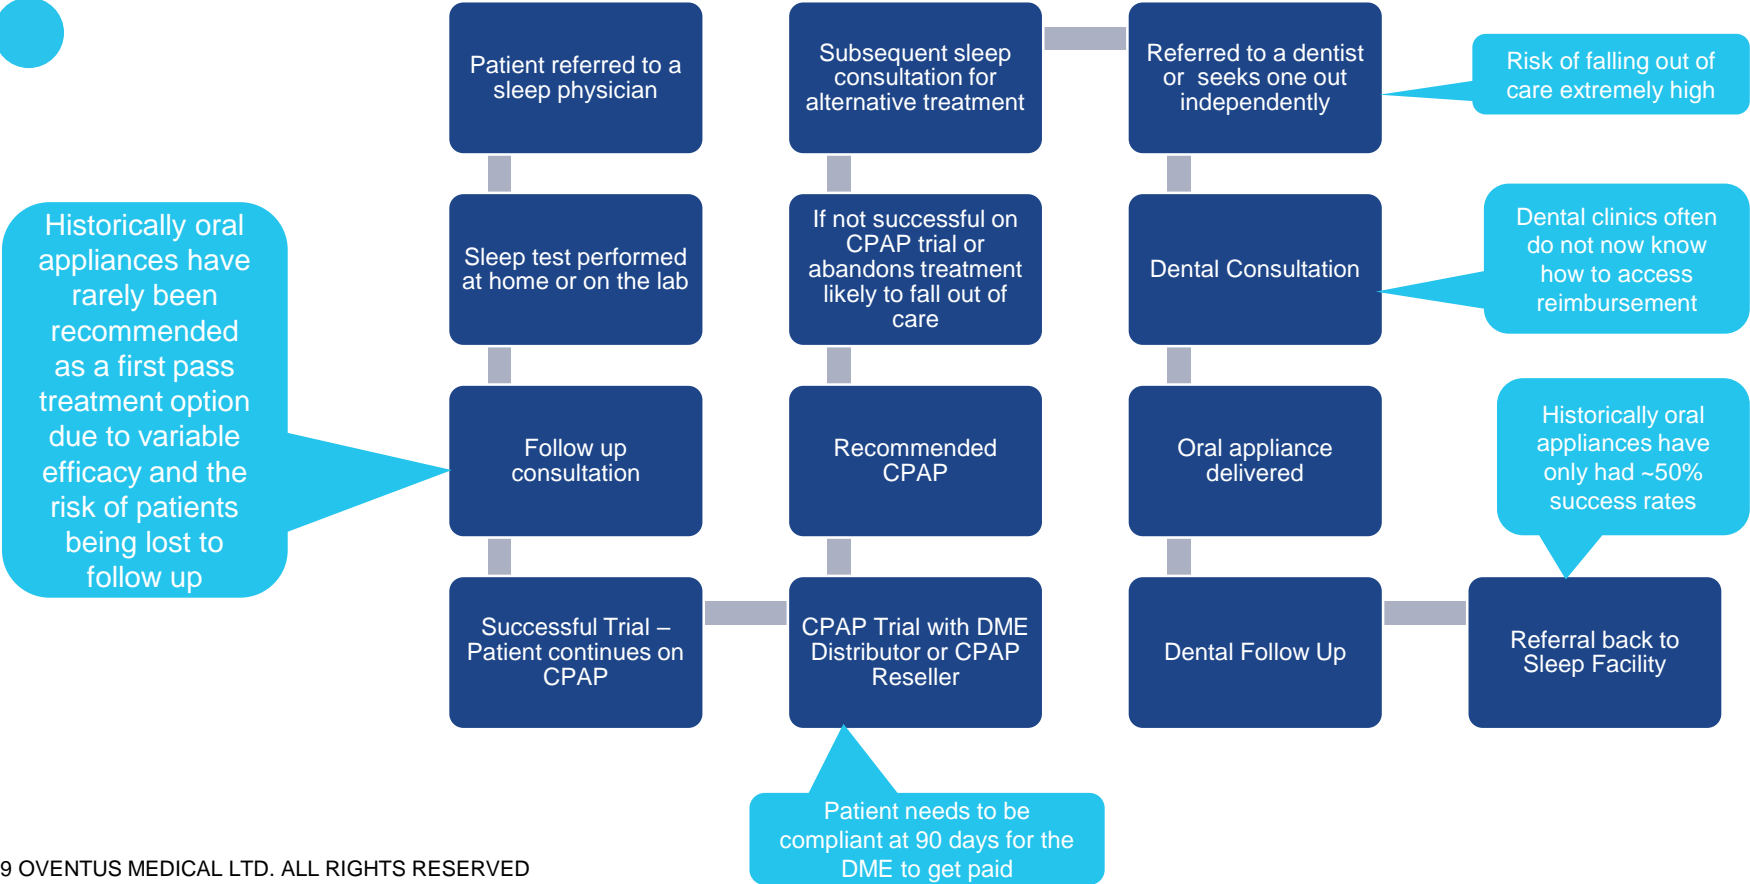 Patient referred to a
sleep physician
Sleep test performed
at home or on the lab
Follow up
consultation
Successful Trial –
Patient continues on
CPAP
CPAP Trial with DME
Distributor or CPAP
Reseller
Recommended
CPAP
If not successful on
CPAP trial or
abandons treatment
likely to fall out of
care
Subsequent sleep
consultation for
alternative treatment
Referred to a dentist
or seeks one out
independently
Dental Consultation
Oral appliance
delivered
Dental Follow Up
Referral back to
Sleep Facility
Historically oral
appliances have
rarely been
recommended
as a first pass
treatment option
due to variable
efficacy and the
risk of patients
being lost to
follow up
Risk of falling out of
care extremely high
Dental clinics often
do not now know
how to access
reimbursement
Historically oral
appliances have
only had ~50%
success rates
Patient needs to be
compliant at 90 days for the
DME to get paid
9 OVENTUS MEDICAL LTD. ALL RIGHTS RESERVED